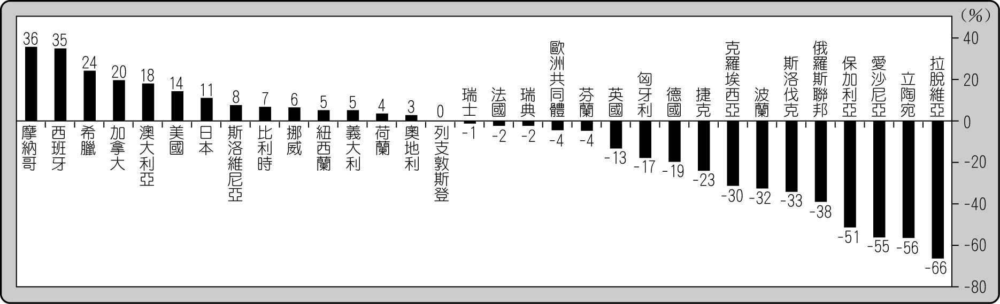 (%)
40
20
0
-20
-40
-60
-80
36
35
24
20
18
14
11
8
7
6
5
5
4
3
0
摩納哥
西班牙
希臘
加拿大
澳大利亞
美國
日本
斯洛維尼亞
比利時
挪威
紐西蘭
義大利
荷蘭
奧地利
列支敦斯登
瑞士
法國
瑞典
歐洲共同體
芬蘭
英國
匈牙利
德國
捷克
克羅埃西亞
波蘭
斯洛伐克
俄羅斯聯邦
保加利亞
愛沙尼亞
立陶宛
拉脫維亞
-1
-2
-2
-4
-4
-13
-17
-19
-23
-30
-32
-33
-38
-51
-55
-56
-66